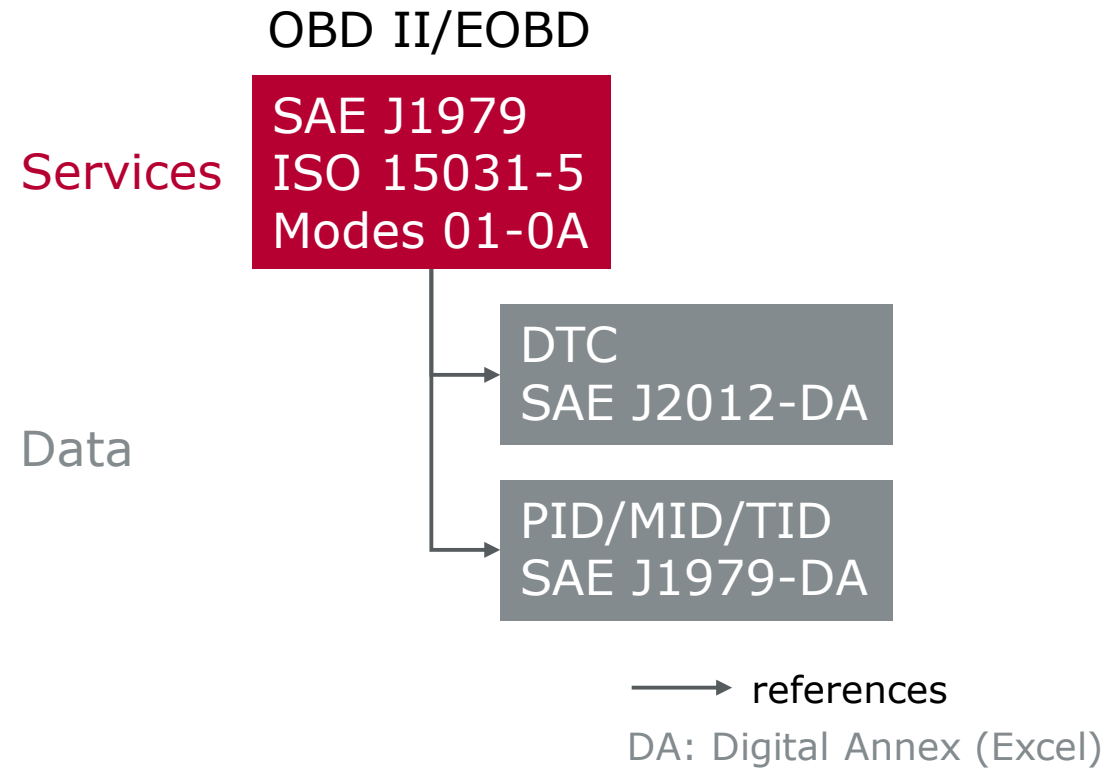 OBD II/EOBD
Services
SAE J1979
ISO 15031-5
Modes 01-0A
Data
DTC
SAE J2012-DA
PID/MID/TID
SAE J1979-DA
references
DA: Digital Annex (Excel)